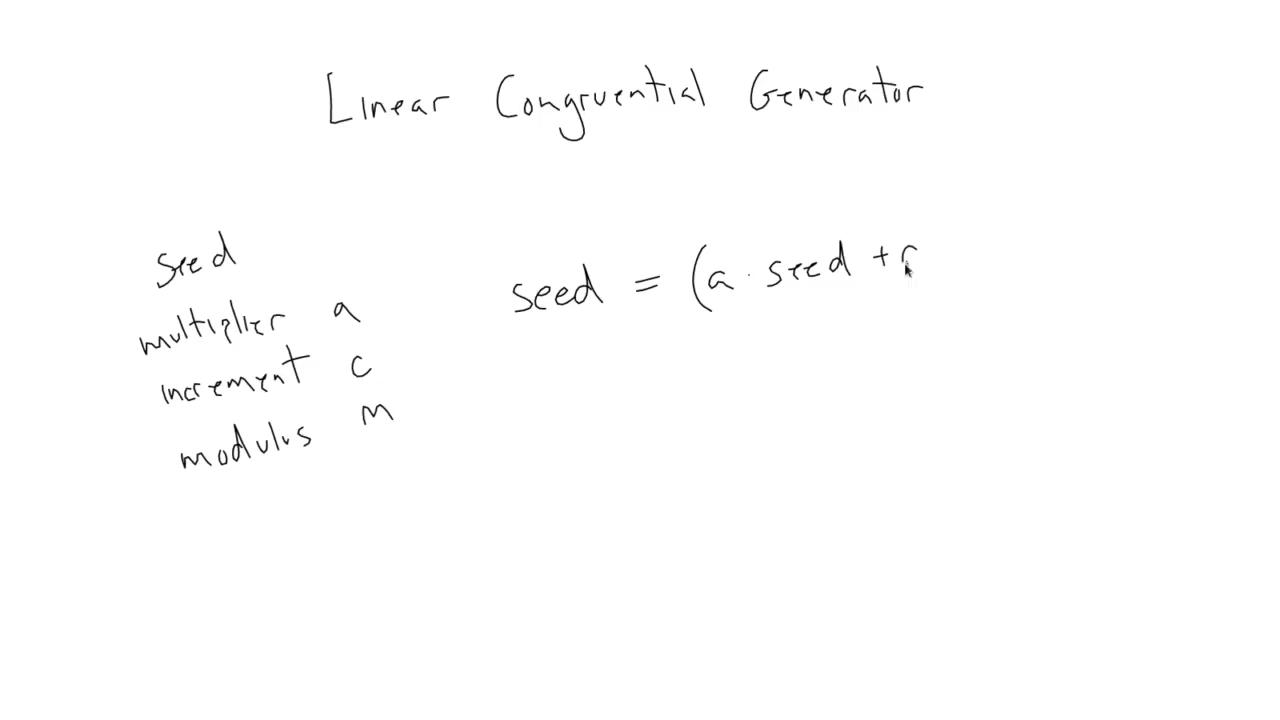 Linear Congruential Generator
seed
multiplier a
increment c
modulus m
seed = (a · seed +